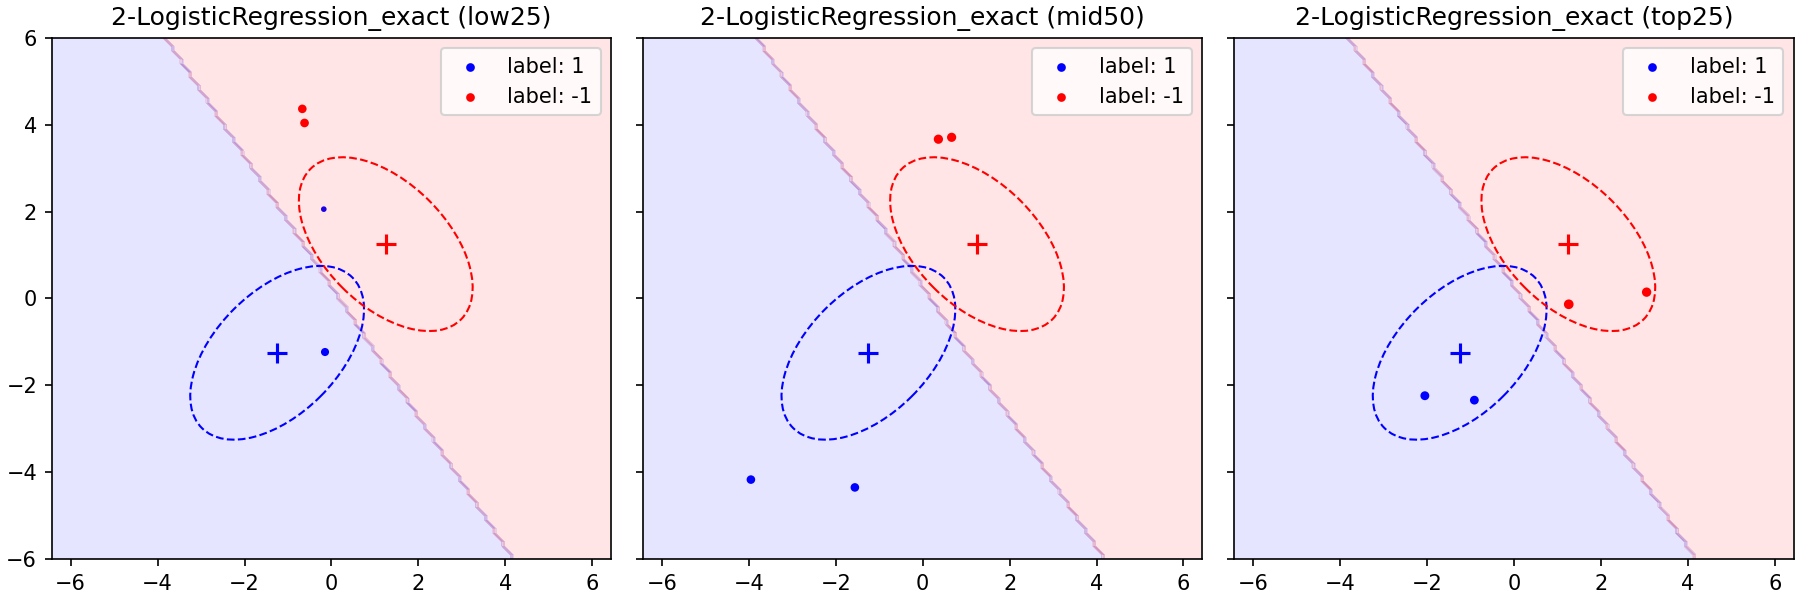 2-LogisticRegression_exact (low25)
2-LogisticRegression_exact (mid50)
2-LogisticRegression_exact (top25)
label: 1
label: -1
label: 1
label: -1
label: 1
label: -1
6
4
2
0
−2
−4
−6
−6 −4 −2 0 2 4 6
−6 −4 −2 0 2 4 6
−6 −4 −2 0 2 4 6